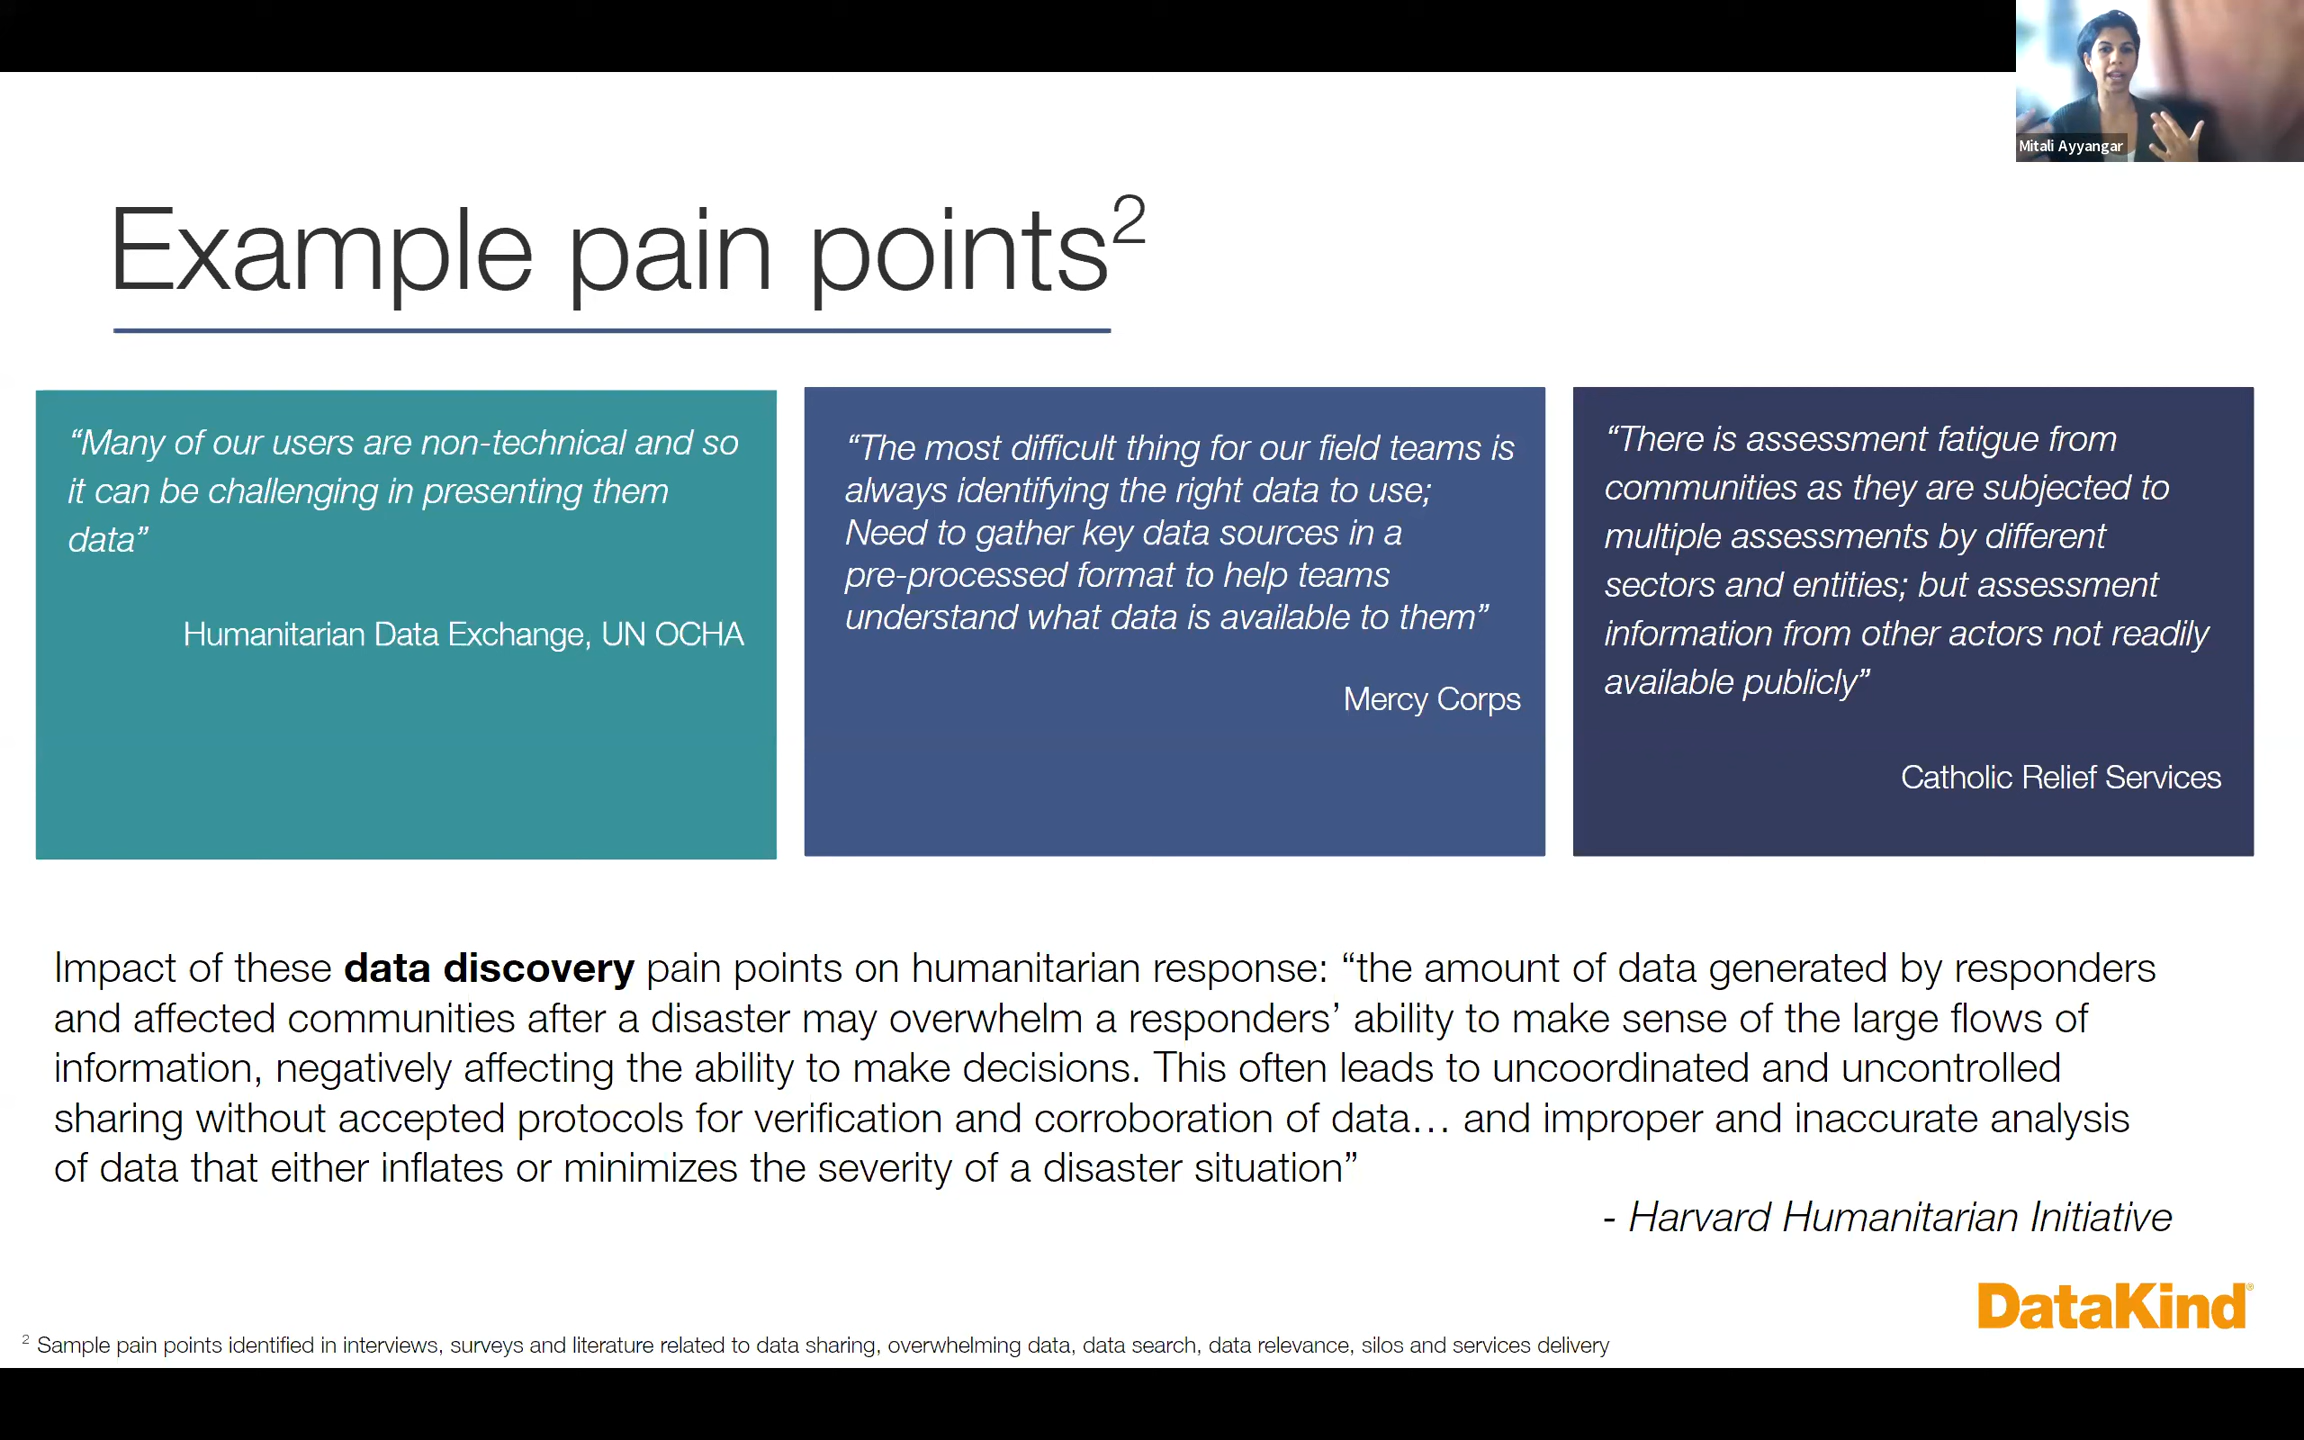 Mitali Ayyangar
Example pain points²
“Many of our users are non-technical and so
it can be challenging in presenting them
data”
Humanitarian Data Exchange, UN OCHA
“The most difficult thing for our field teams is
always identifying the right data to use;
Need to gather key data sources in a
pre-processed format to help teams
understand what data is available to them”
Mercy Corps
“There is assessment fatigue from
communities as they are subjected to
multiple assessments by different
sectors and entities; but assessment
information from other actors not readily
available publicly”
Catholic Relief Services
Impact of these data discovery pain points on humanitarian response: “the amount of data generated by responders
and affected communities after a disaster may overwhelm a responders’ ability to make sense of the large flows of
information, negatively affecting the ability to make decisions. This often leads to uncoordinated and uncontrolled
sharing without accepted protocols for verification and corroboration of data… and improper and inaccurate analysis
of data that either inflates or minimizes the severity of a disaster situation”
- Harvard Humanitarian Initiative
DataKind®
² Sample pain points identified in interviews, surveys and literature related to data sharing, overwhelming data, data search, data relevance, silos and services delivery